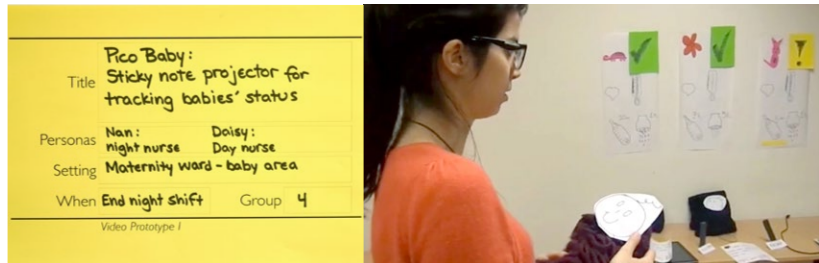 Title
Pico Baby:
Sticky note projector for
tracking babies' status
Personas
Nan: Daisy:
night nurse Day nurse
Setting Maternity ward - baby area
When End night shift Group 4
Video Prototype 1